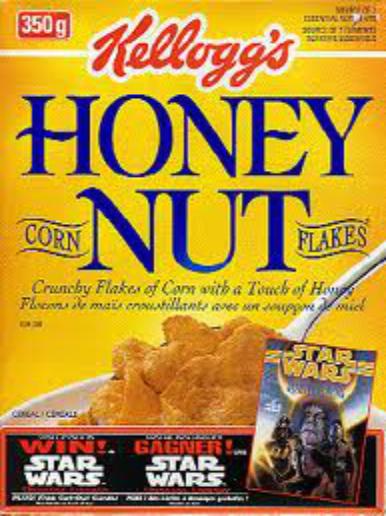 350 g
Kellogg's
HONEY
CORN NUT FLAKES
Crunchy Flakes of Corn with a Touch of Honey
Flocons de maïs croustillants avec un soupçon de miel
CEREAL / CÉRÉALE
STAR
WARS
WIN! GAGNER!
STAR STAR
WARS WARS